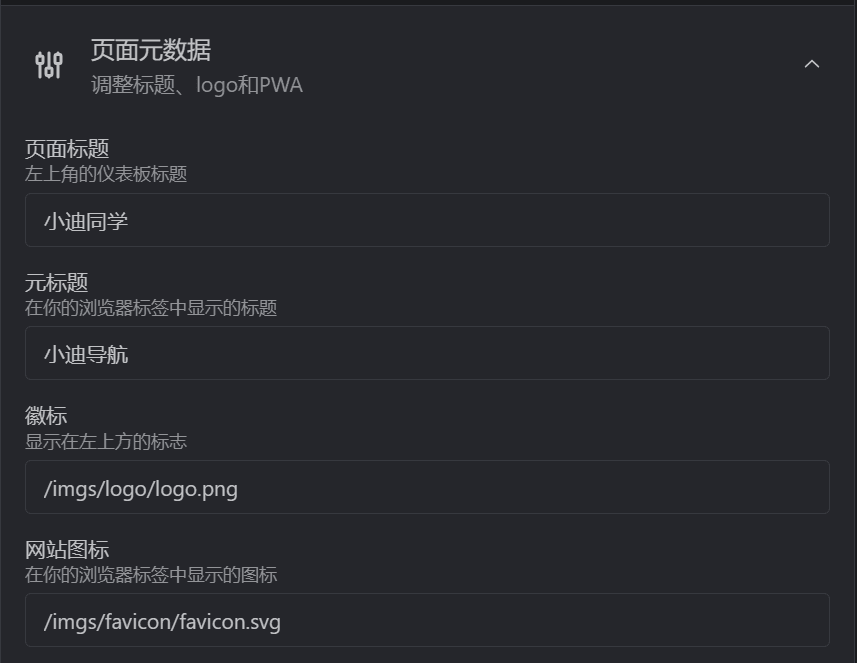 页面元数据
调整标题、logo和PWA
页面标题
左上角的仪表板标题
小迪同学
元标题
在你的浏览器标签中显示的标题
小迪导航
徽标
显示在左上方的标志
/imgs/logo/logo.png
网站图标
在你的浏览器标签中显示的图标
/imgs/favicon/favicon.svg